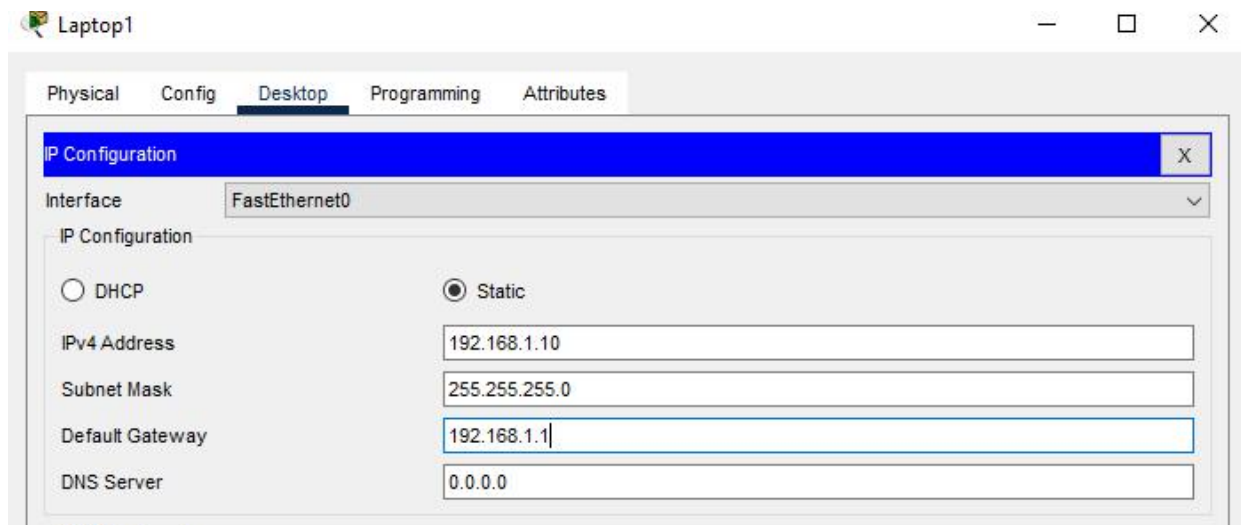 Laptop1
Physical Config Desktop Programming Attributes
IP Configuration X
Interface FastEthernet0
IP Configuration
DHCP Static
IPv4 Address 192.168.1.10
Subnet Mask 255.255.255.0
Default Gateway 192.168.1.1
DNS Server 0.0.0.0